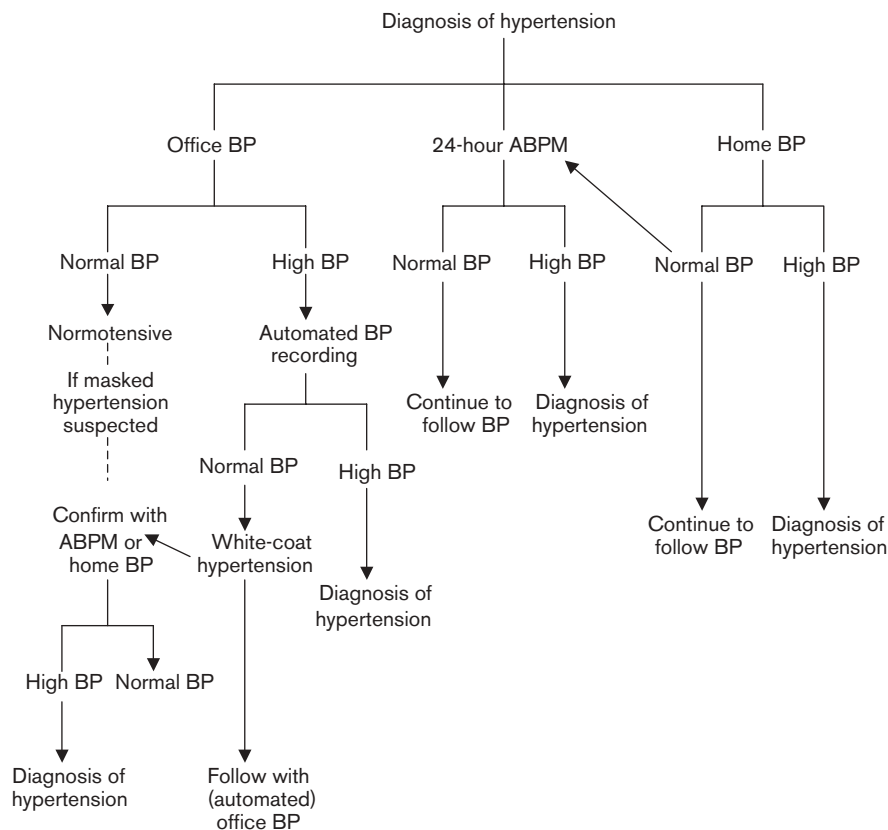 Diagnosis of hypertension
Office BP
24-hour ABPM
Home BP
Normal BP
High BP
Normal BP
High BP
Normal BP
High BP
Normotensive
Automated BP
recording
If masked
hypertension
suspected
Continue to
follow BP
Diagnosis of
hypertension
Normal BP
High BP
Confirm with
ABPM or
home BP
White-coat
hypertension
Continue to
follow BP
Diagnosis of
hypertension
Diagnosis of
hypertension
High BP
Normal BP
Diagnosis of
hypertension
Follow with
(automated)
office BP